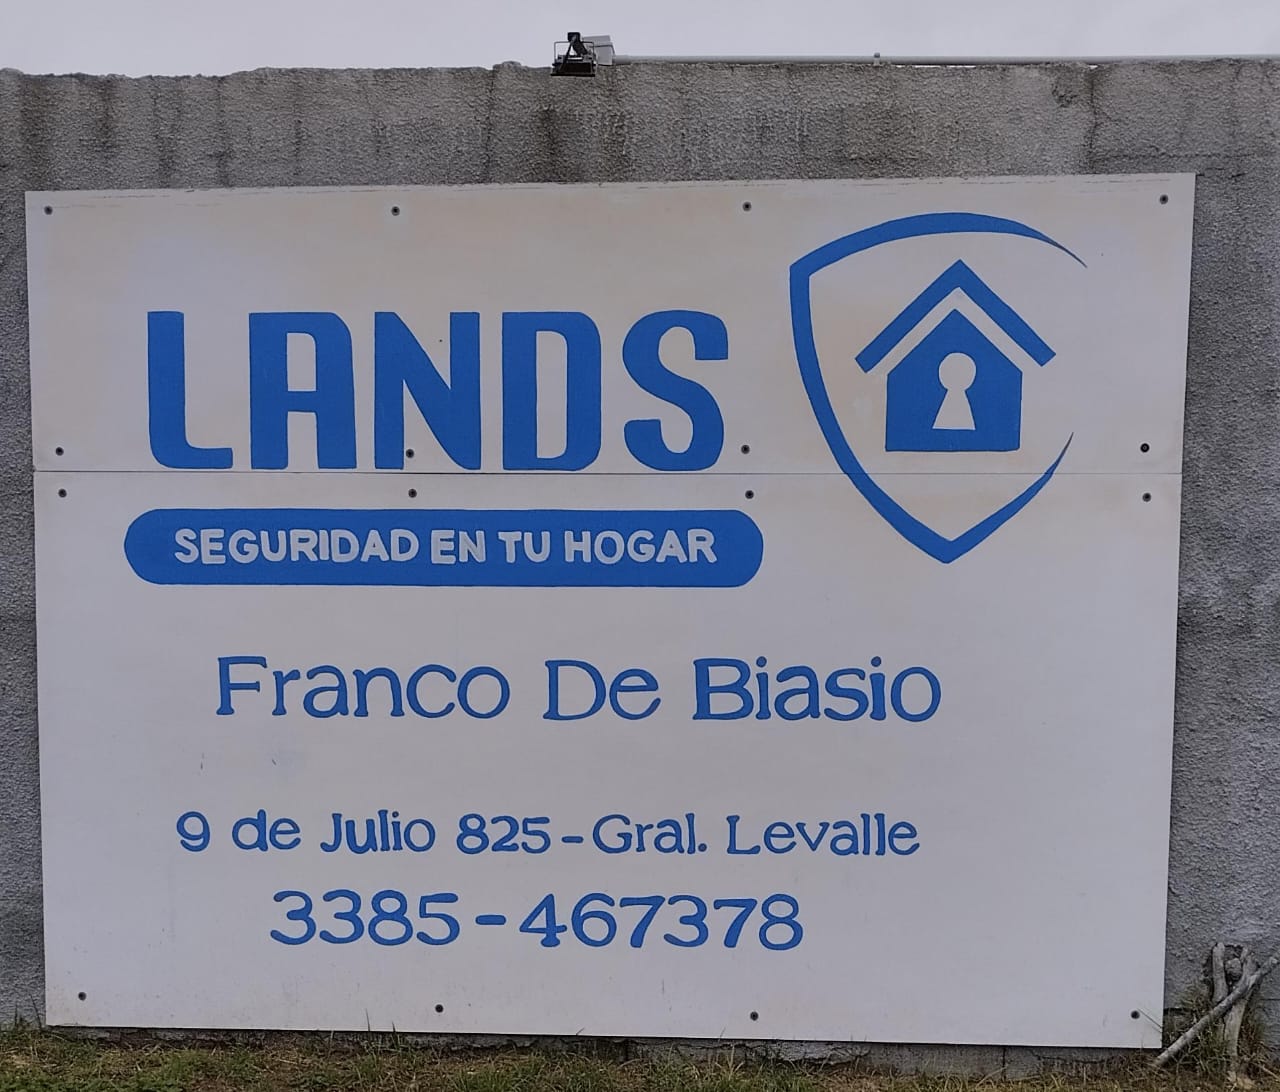 LANDS
SEGURIDAD EN TU HOGAR
Franco De Biasio
9 de Julio 825-Gral. Levalle
3385-467378